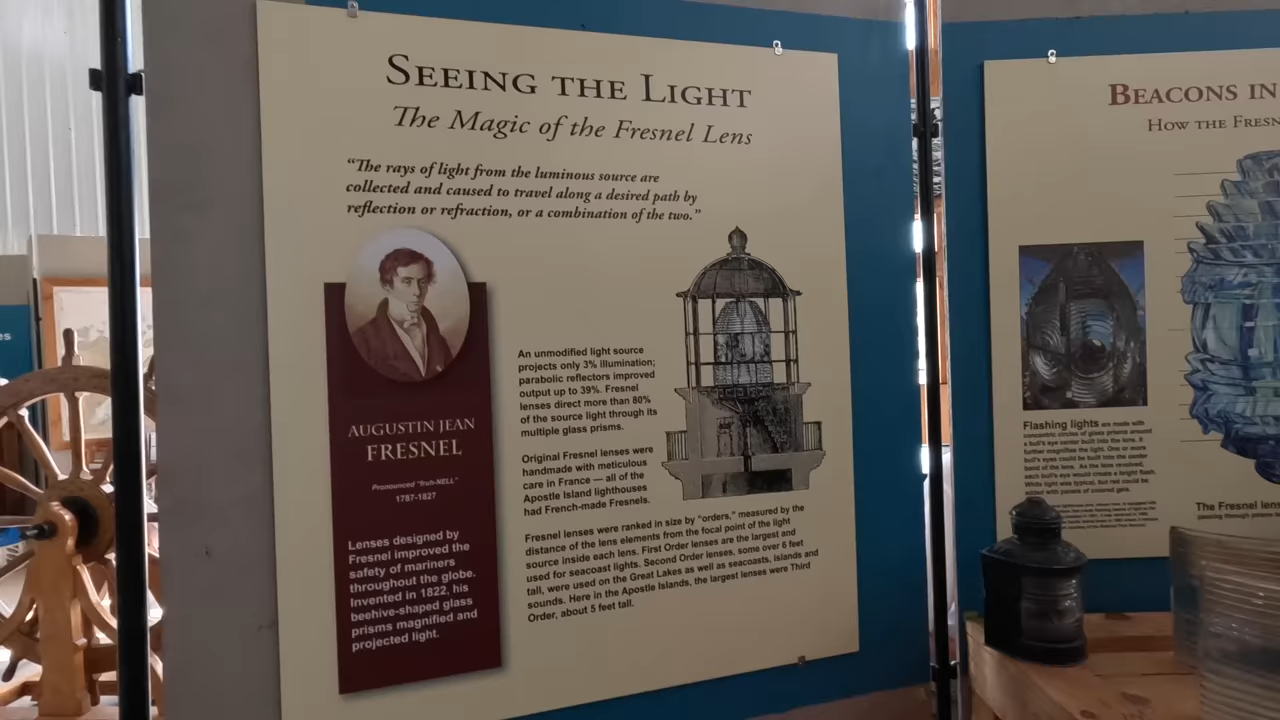 SEEING THE LIGHT
The Magic of the Fresnel Lens
“The rays of light from the luminous source are
collected and caused to travel along a desired path by
reflection or refraction, or a combination of the two.”
AUGUSTIN JEAN
FRESNEL
Pronounced “fruh-NELL”
1787-1827
Lenses designed by
Fresnel improved the
safety of mariners
throughout the globe.
Invented in 1822, his
beehive-shaped glass
prisms magnified and
projected light.
An unmodified light source
projects only 3% illumination;
parabolic reflectors improved
output up to 39%. Fresnel
lenses direct more than 80%
of the source light through its
multiple glass prisms.
Original Fresnel lenses were
handmade with meticulous
care in France — all of the
Apostle Island lighthouses
had French-made Fresnels.
Fresnel lenses were ranked in size by “orders,” measured by the
distance of the lens elements from the focal point of the light
source inside each lens. First Order lenses are the largest and
used for seacoast lights. Second Order lenses, some over 6 feet
tall, were used on the Great Lakes as well as seacoasts, islands and
sounds. Here in the Apostle Islands, the largest lenses were Third
Order, about 5 feet tall.
BEACONS IN
HOW THE FRESN
Flashing lights are made with
concentric circles of glass prisms around
a bull's eye center built into the lens. It
further magnifies the light. One or more
bull's eyes could be built into the center
band of the lens. As the lens revolved,
each bull's eye would create a bright flash.
White light was typical, but red could be
added with panels of colored gels.
The Fresnel lens